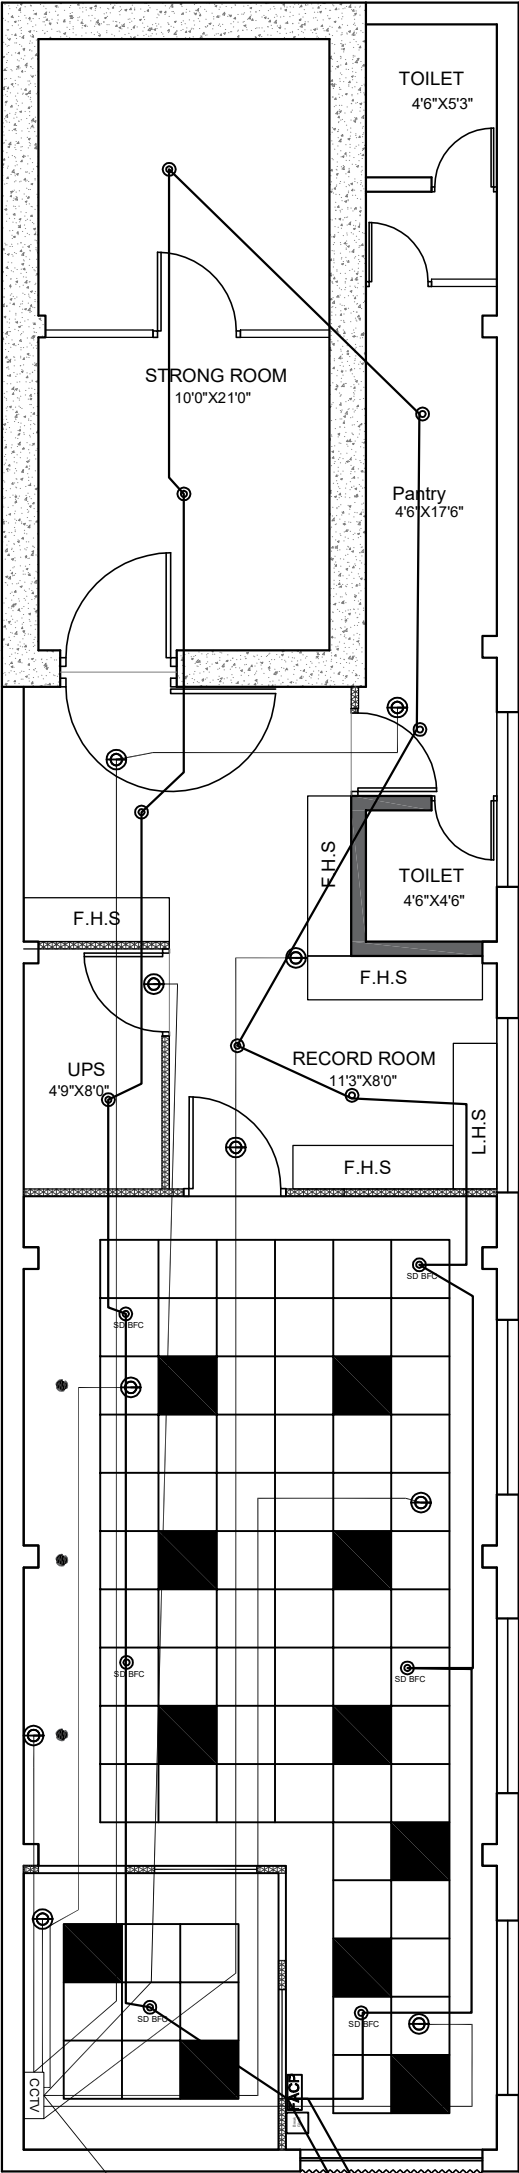 TOILET
4'6"X5'3"
STRONG ROOM
10'0"X21'0"
Pantry
4'6"X17'6"
F.H.S
TOILET
4'6"X4'6"
F.H.S
F.H.S
RECORD ROOM
11'3"X8'0"
UPS
4'9"X8'0"
L.H.S
F.H.S
SD BFC
SD BFC
SD BFC
SD BFC
SD BFC
SD BFC
CCTV
FACP